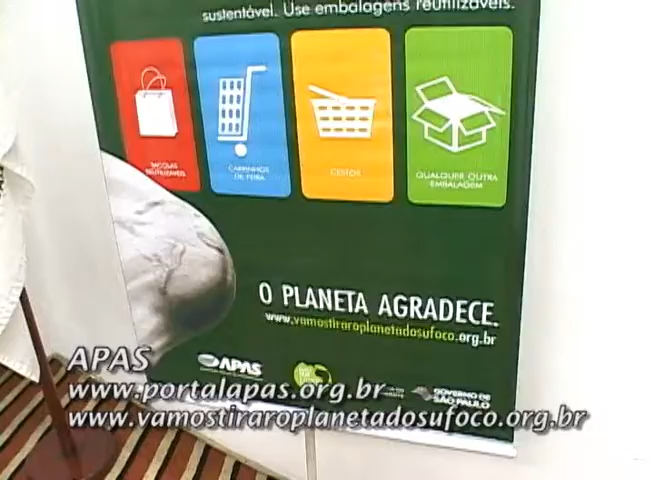 sustentável. Use embalagens reutilizáveis.
SACOLAS
REUTILIZÁVEIS
CARRINHOS
DE FEIRA
CESTOS
QUALQUER OUTRA
EMBALAGEM
O PLANETA AGRADECE.
www.vamostiraroplanetadosufoco.org.br
APAS
GOVERNO DE
SÃO PAULO
APAS
www.portalapas.org.br
www.vamostiraroplanetadosufoco.org.br